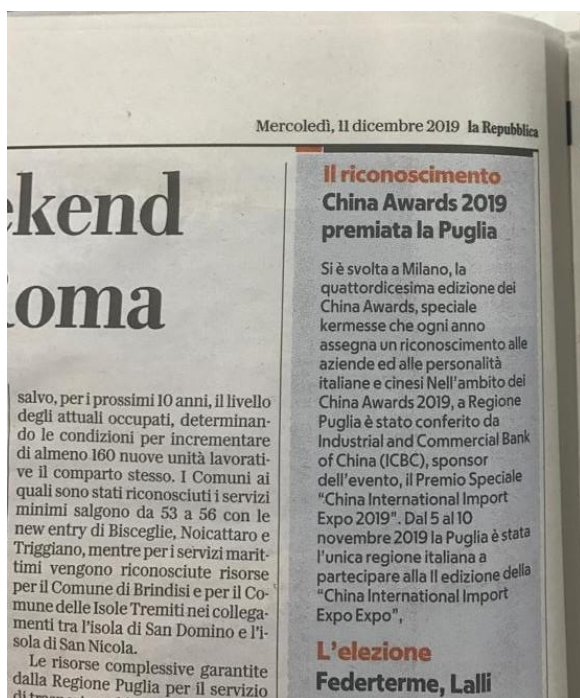 Mercoledì, 11 dicembre 2019 la Repubblica
kend
oma
salvo, per i prossimi 10 anni, il livello
degli attuali occupati, determinan-
do le condizioni per incrementare
di almeno 160 nuove unità lavorati-
ve il comparto stesso. I Comuni ai
quali sono stati riconosciuti i servizi
minimi salgono da 53 a 56 con le
new entry di Bisceglie, Noicattaro e
Triggiano, mentre per i servizi marit-
timi vengono riconosciute risorse
per il Comune di Brindisi e per il Co-
mune delle Isole Tremiti nei collega-
menti tra l'isola di San Domino e l'i-
sola di San Nicola.
Le risorse complessive garantite
dalla Regione Puglia per il servizio
Il riconoscimento
China Awards 2019
premiata la Puglia
Si è svolta a Milano, la
quattordicesima edizione dei
China Awards, speciale
kermesse che ogni anno
assegna un riconoscimento alle
aziende ed alle personalità
italiane e cinesi Nell'ambito dei
China Awards 2019, a Regione
Puglia è stato conferito da
Industrial and Commercial Bank
of China (ICBC), sponsor
dell'evento, il Premio Speciale
"China International Import
Expo 2019". Dal 5 al 10
novembre 2019 la Puglia è stata
l'unica regione italiana a
partecipare alla II edizione della
"China International Import
Expo Expo",
L'elezione
Federterme, Lalli